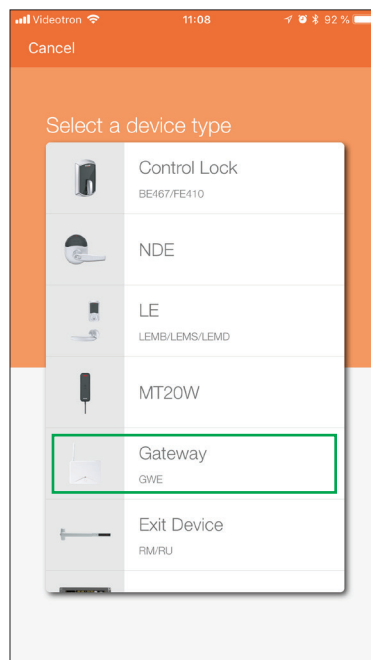 Videotron 11:08 92 %
Cancel
Select a device type
Control Lock
BE467/FE410
NDE
LE
LEMB/LEMS/LEMD
MT20W
Gateway
GWE
Exit Device
RM/RU